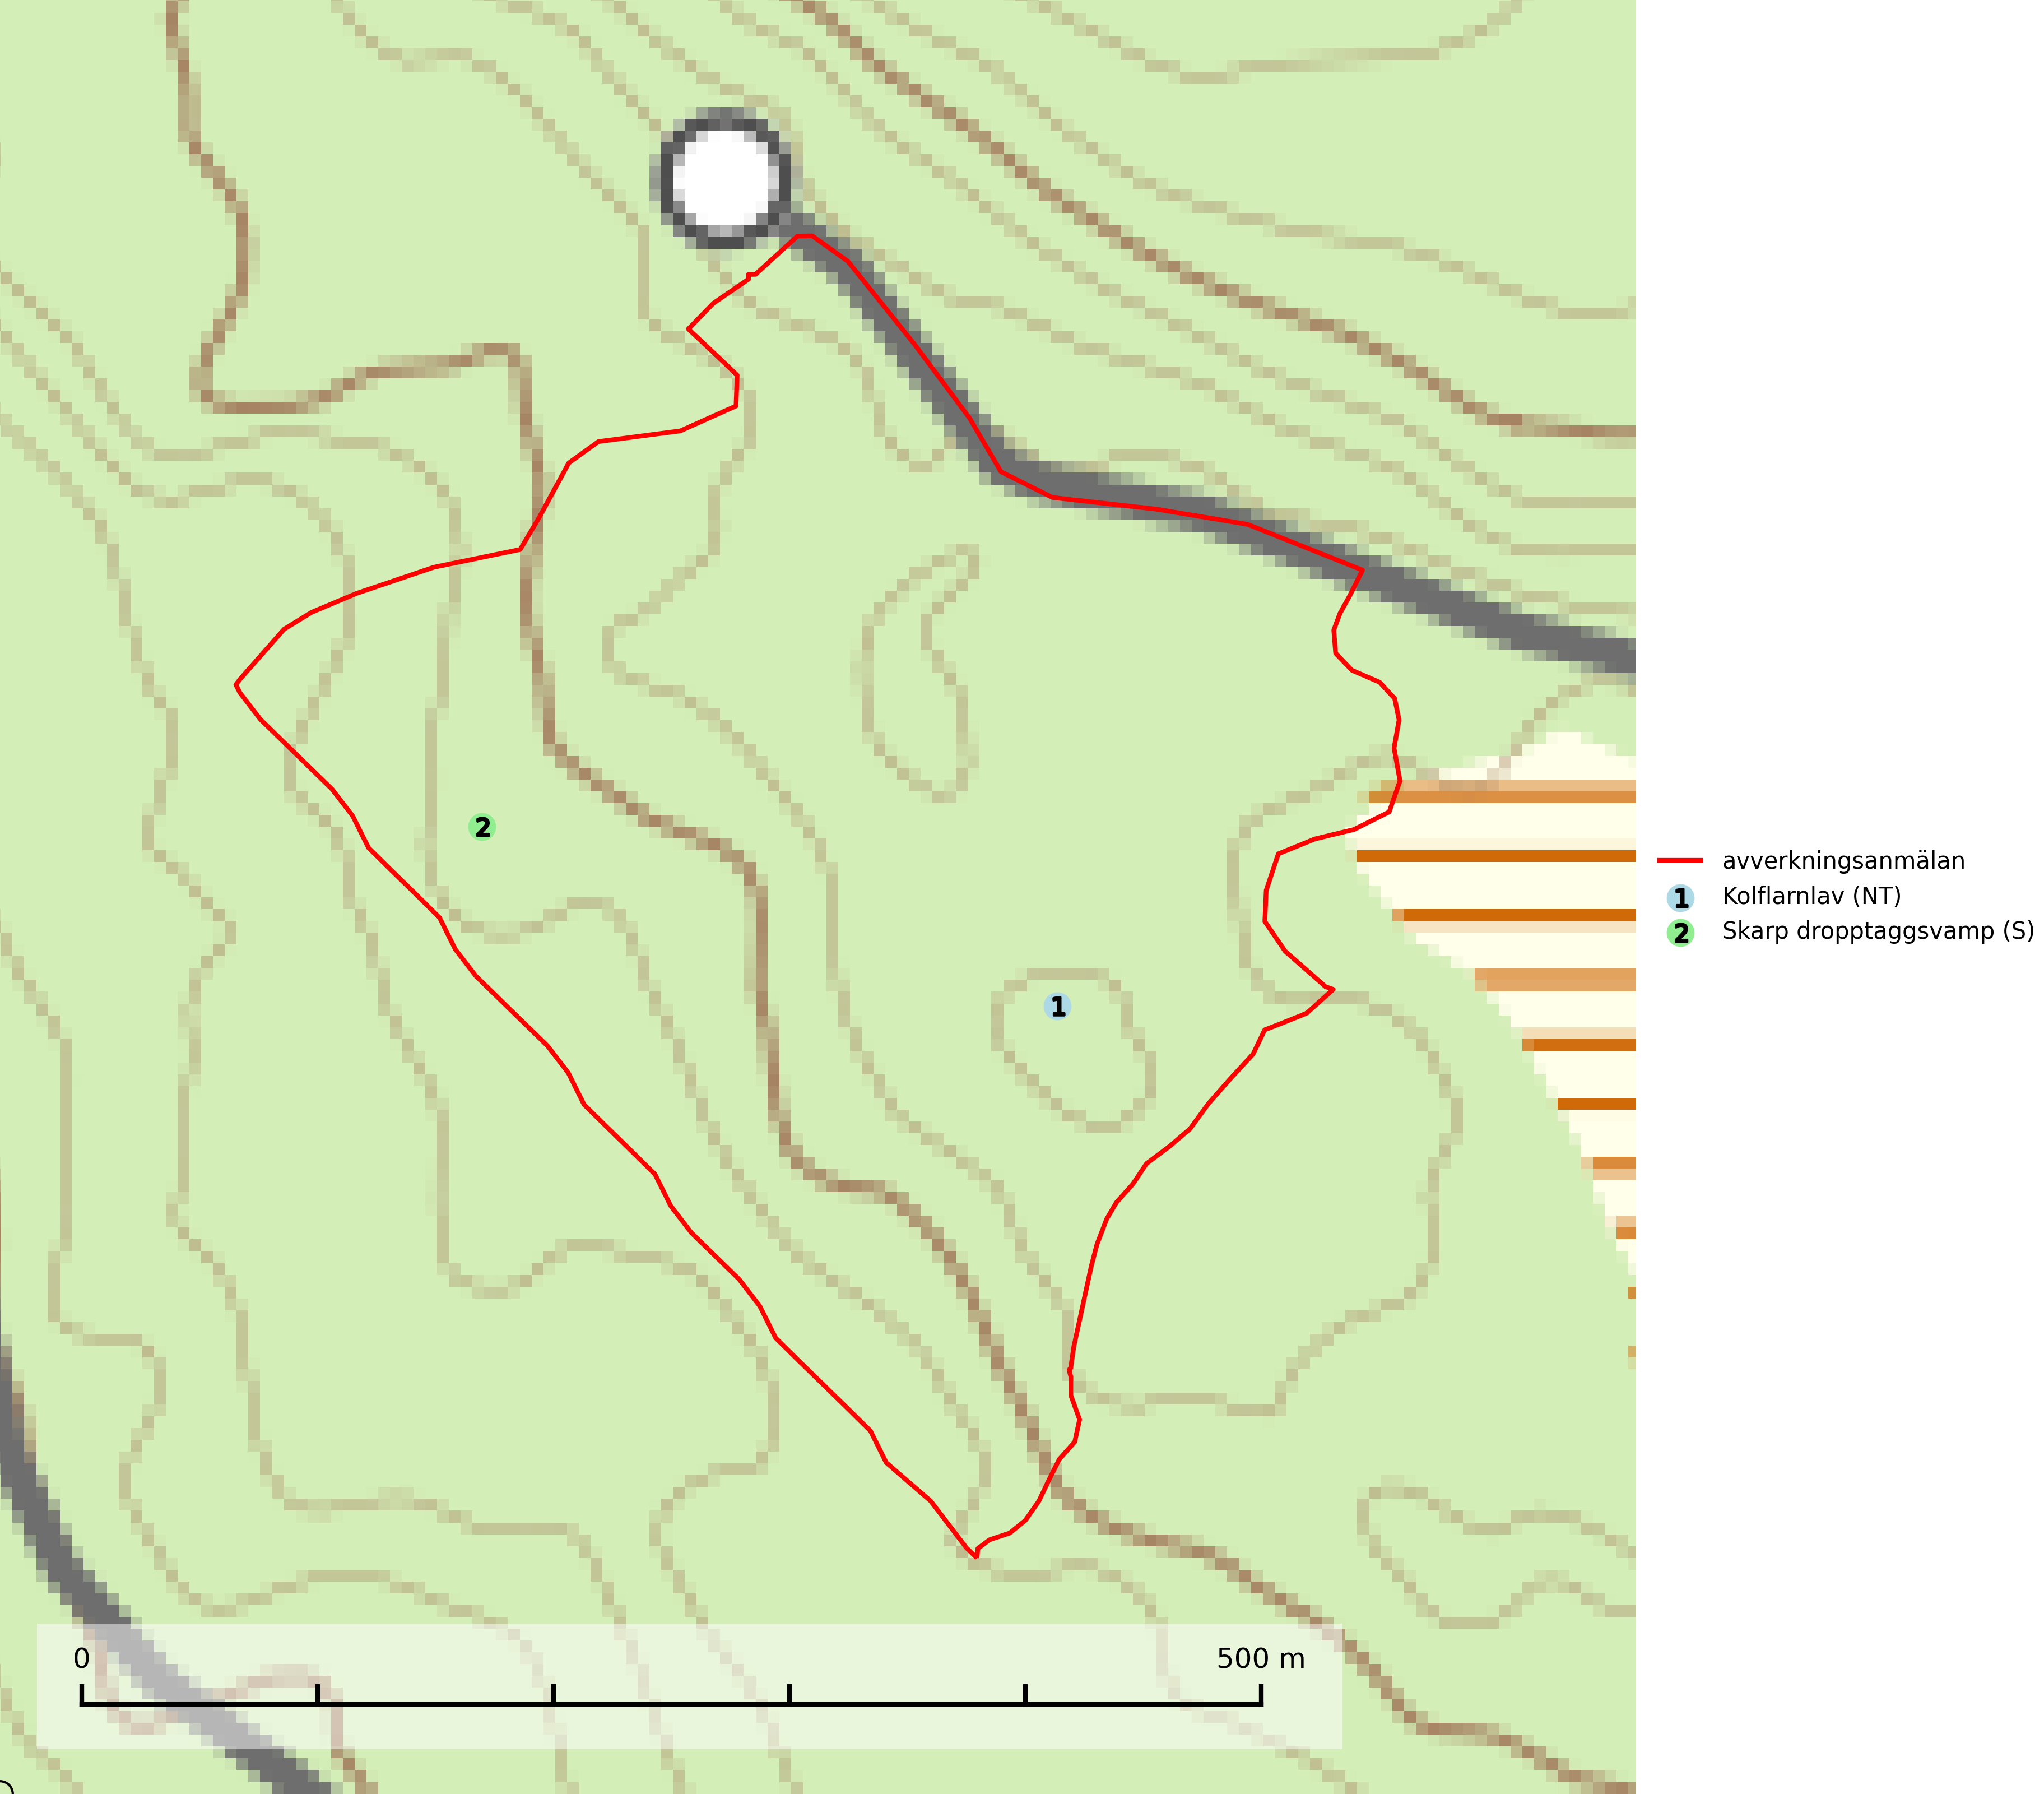 2
1
avverkningsanmälan
1 Kolflarnlav (NT)
2 Skarp dropptaggsvamp (S)
0 500 m